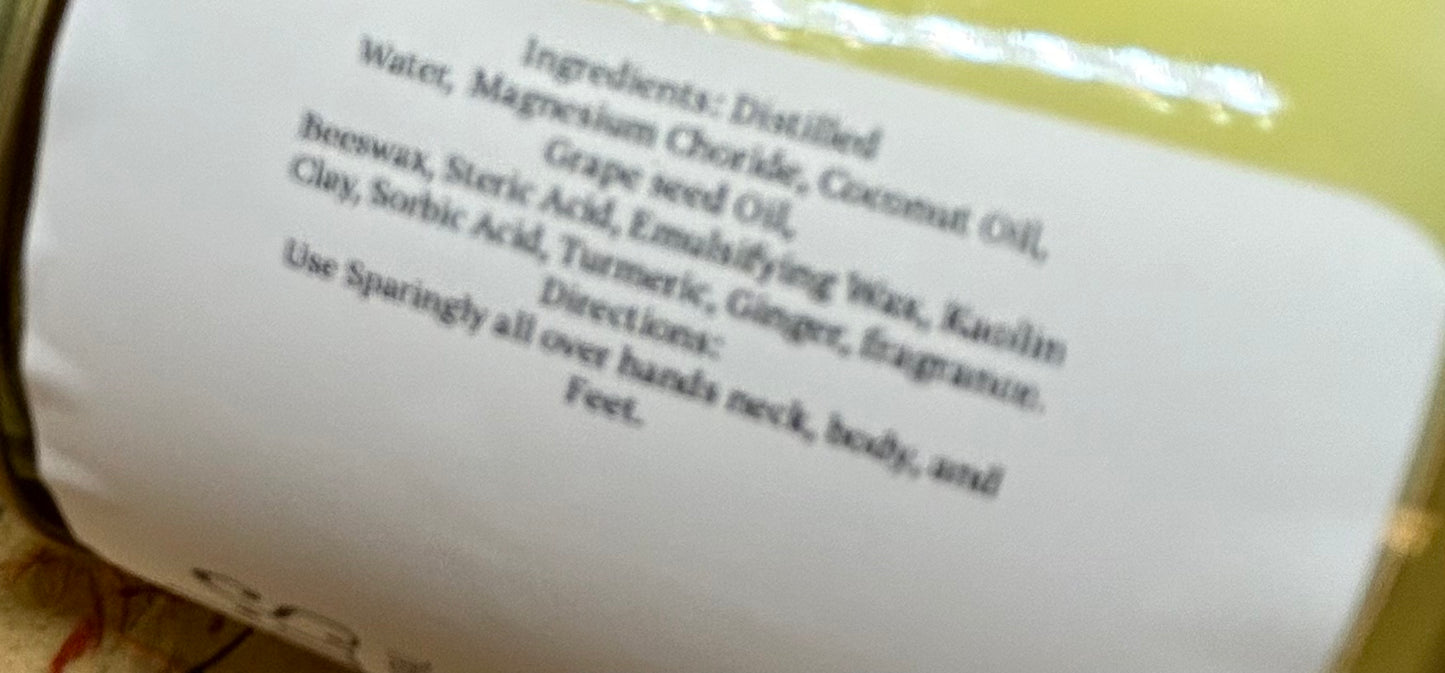 Ingredients: Distilled
Water, Magnesium Choride, Coconut Oil,
Grape seed Oil,
Beeswax, Steric Acid, Emulsifying Wax, Kaolin
Clay, Sorbic Acid, Turmeric, Ginger, fragrance.
Directions:
Use Sparingly all over hands neck, body, and
Feet.